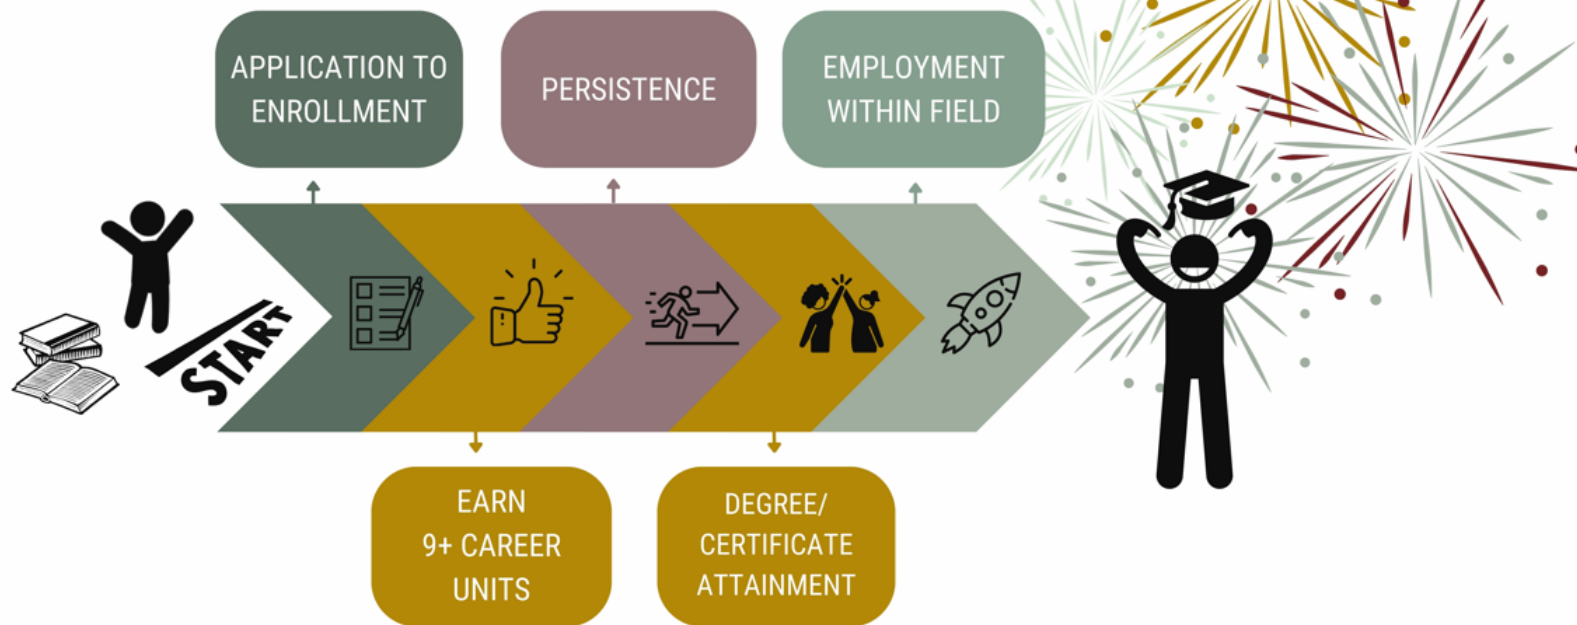 APPLICATION TO
ENROLLMENT
PERSISTENCE
EMPLOYMENT
WITHIN FIELD
START
EARN
9+ CAREER
UNITS
DEGREE/
CERTIFICATE
ATTAINMENT